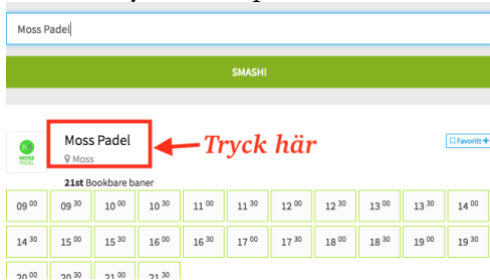 Moss Padel
SMASH!
MOSS
PADEL
Moss Padel
Moss
Tryck här
Favoritt +
21st Bookbare baner
09 00 09 30 10 00 10 30 11 00 11 30 12 00 12 30 13 00 13 30 14 00
14 30 15 00 15 30 16 00 16 30 17 00 17 30 18 00 18 30 19 00 19 30
20 00 20 30 21 00 21 30